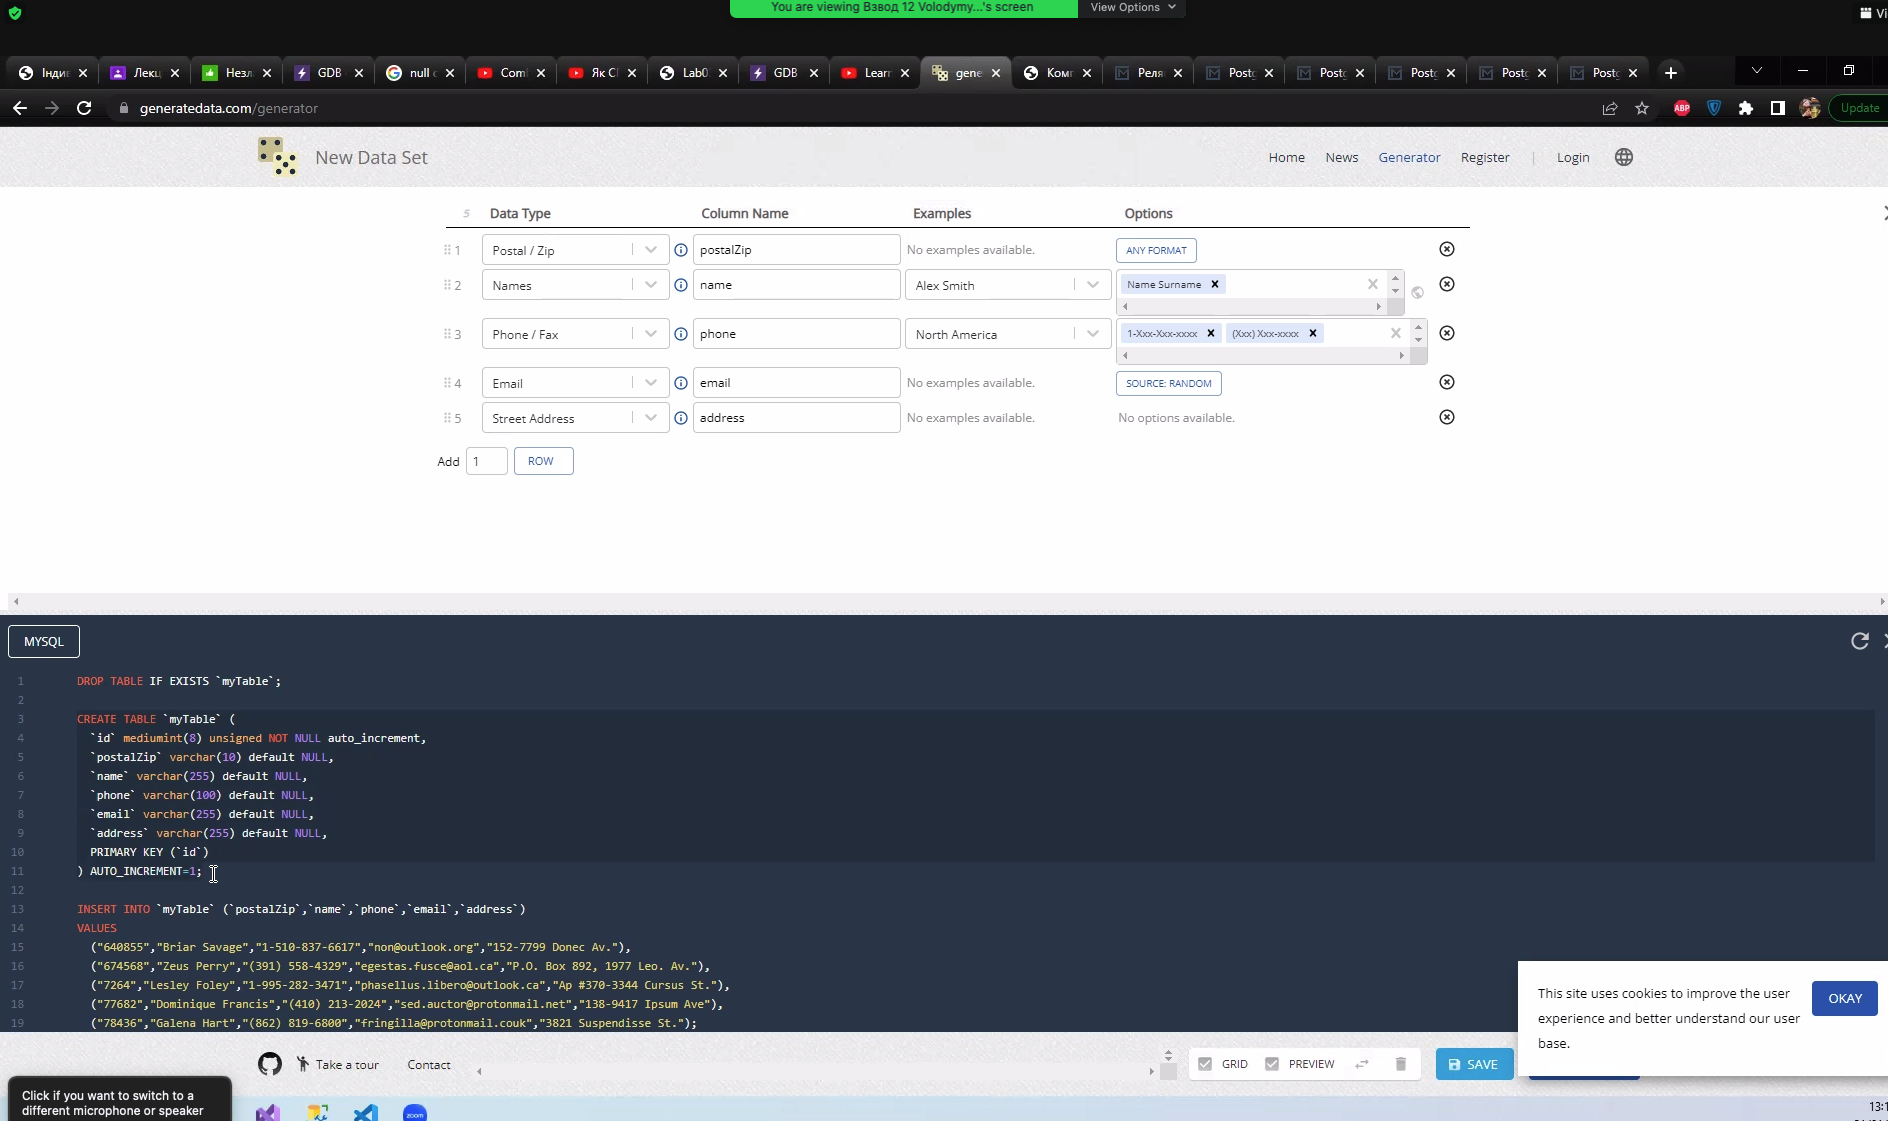 You are viewing Взвод 12 Volodymy...'s screen
View Options
Vi
Індив
Лекц
Незл
GDB
null c
Coml
Як Cl
Lab0
GDB
Learr
gene
Комп
Реля
Postg
Postg
Postg
Postg
Postg
generatedata.com/generator
ABP
Update
New Data Set
Home
News
Generator
Register
Login
5
Data Type
Column Name
Examples
Options
1
Postal / Zip
postalZip
No examples available.
ANY FORMAT
2
Names
name
Alex Smith
Name Surname
3
Phone / Fax
phone
North America
1-Xxx-Xxx-xxxx
(Xxx) Xxx-xxxx
4
Email
email
No examples available.
SOURCE: RANDOM
5
Street Address
address
No examples available.
No options available.
Add
1
ROW
MYSQL
1 DROP TABLE IF EXISTS `myTable`;
2
3 CREATE TABLE `myTable` (
4 `id` mediumint(8) unsigned NOT NULL auto_increment,
5 `postalZip` varchar(10) default NULL,
6 `name` varchar(255) default NULL,
7 `phone` varchar(100) default NULL,
8 `email` varchar(255) default NULL,
9 `address` varchar(255) default NULL,
10 PRIMARY KEY (`id`)
11 ) AUTO_INCREMENT=1;
12
13 INSERT INTO `myTable` (`postalZip`,`name`,`phone`,`email`,`address`)
14 VALUES
15 ("640855","Briar Savage","1-510-837-6617","non@outlook.org","152-7799 Donec Av."),
16 ("674568","Zeus Perry","(391) 558-4329","egestas.fusce@aol.ca","P.O. Box 892, 1977 Leo. Av."),
17 ("7264","Lesley Foley","1-995-282-3471","phasellus.libero@outlook.ca","Ap #370-3344 Cursus St."),
18 ("77682","Dominique Francis","(410) 213-2024","sed.auctor@protonmail.net","138-9417 Ipsum Ave"),
19 ("78436","Galena Hart","(862) 819-6800","fringilla@protonmail.couk","3821 Suspendisse St.");
This site uses cookies to improve the user
experience and better understand our user
base.
OKAY
Take a tour
Contact
GRID
PREVIEW
SAVE
Click if you want to switch to a
different microphone or speaker
zoom
13:1